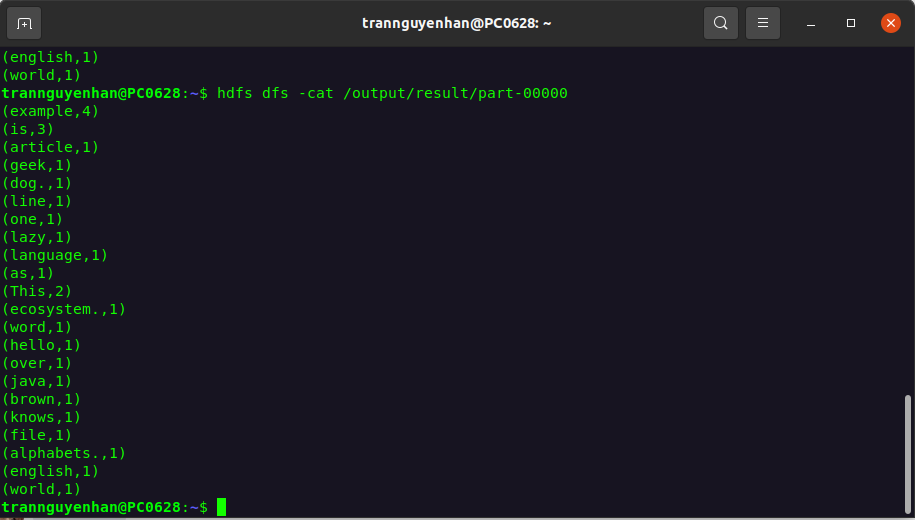 trannguyenhan@PC0628: ~
(english,1)
(world,1)
trannguyenhan@PC0628:~$ hdfs dfs -cat /output/result/part-00000
(example,4)
(is,3)
(article,1)
(geek,1)
(dog.,1)
(line,1)
(one,1)
(lazy,1)
(language,1)
(as,1)
(This,2)
(ecosystem.,1)
(word,1)
(hello,1)
(over,1)
(java,1)
(brown,1)
(knows,1)
(file,1)
(alphabets.,1)
(english,1)
(world,1)
trannguyenhan@PC0628:~$